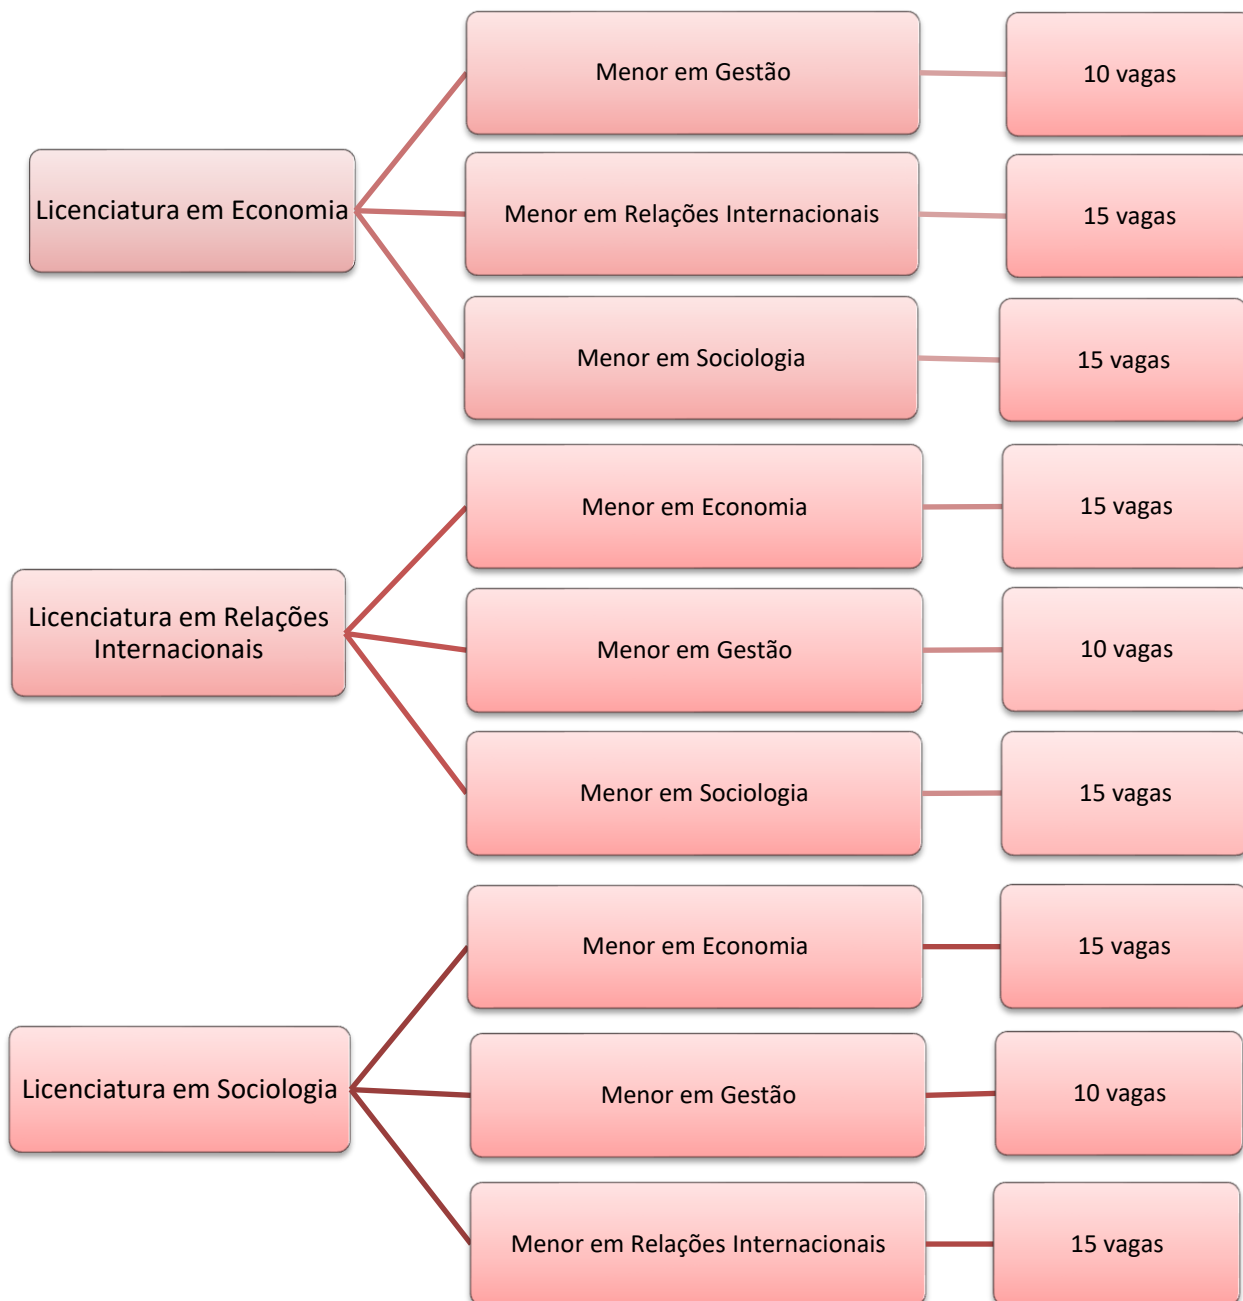 Licenciatura em Economia
Menor em Gestão
10 vagas
Menor em Relações Internacionais
15 vagas
Menor em Sociologia
15 vagas
Licenciatura em Relações
Internacionais
Menor em Economia
15 vagas
Menor em Gestão
10 vagas
Menor em Sociologia
15 vagas
Licenciatura em Sociologia
Menor em Economia
15 vagas
Menor em Gestão
10 vagas
Menor em Relações Internacionais
15 vagas